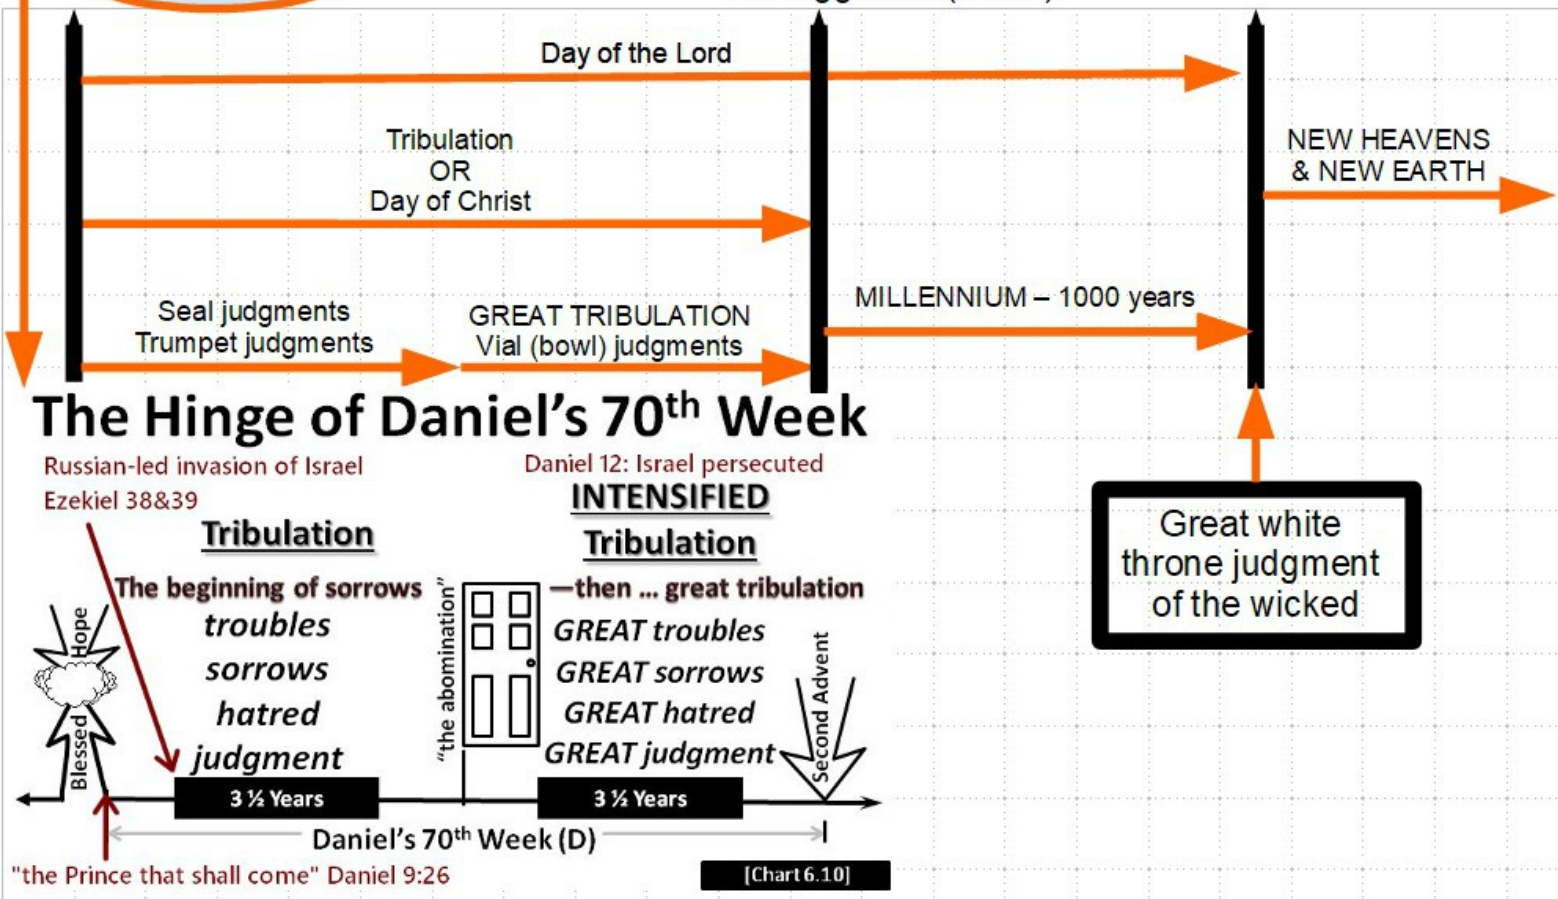 Day of the Lord
Tribulation
OR
Day of Christ
NEW HEAVENS
& NEW EARTH
Seal judgments
Trumpet judgments
GREAT TRIBULATION
Vial (bowl) judgments
MILLENNIUM – 1000 years
The Hinge of Daniel’s 70th Week
Russian-led invasion of Israel
Ezekiel 38&39
Daniel 12: Israel persecuted
INTENSIFIED
Tribulation
Tribulation
The beginning of sorrows
troubles
sorrows
hatred
judgment
“the abomination”
—then ... great tribulation
GREAT troubles
GREAT sorrows
GREAT hatred
GREAT judgment
Blessed Hope
Second Advent
3 ½ Years
3 ½ Years
Daniel’s 70th Week (D)
"the Prince that shall come" Daniel 9:26
[Chart 6.10]
Great white
throne judgment
of the wicked